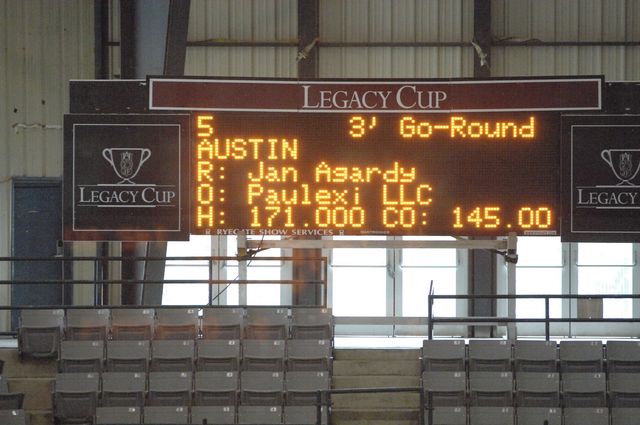 LEGACY CUP
5 3' Go-Round
AUSTIN
R: Jan Agardy
O: Paulexi LLC
H: 171.000 CO: 145.00
LEGACY CUP
LEGACY CUP
RYEGATE SHOW SERVICES